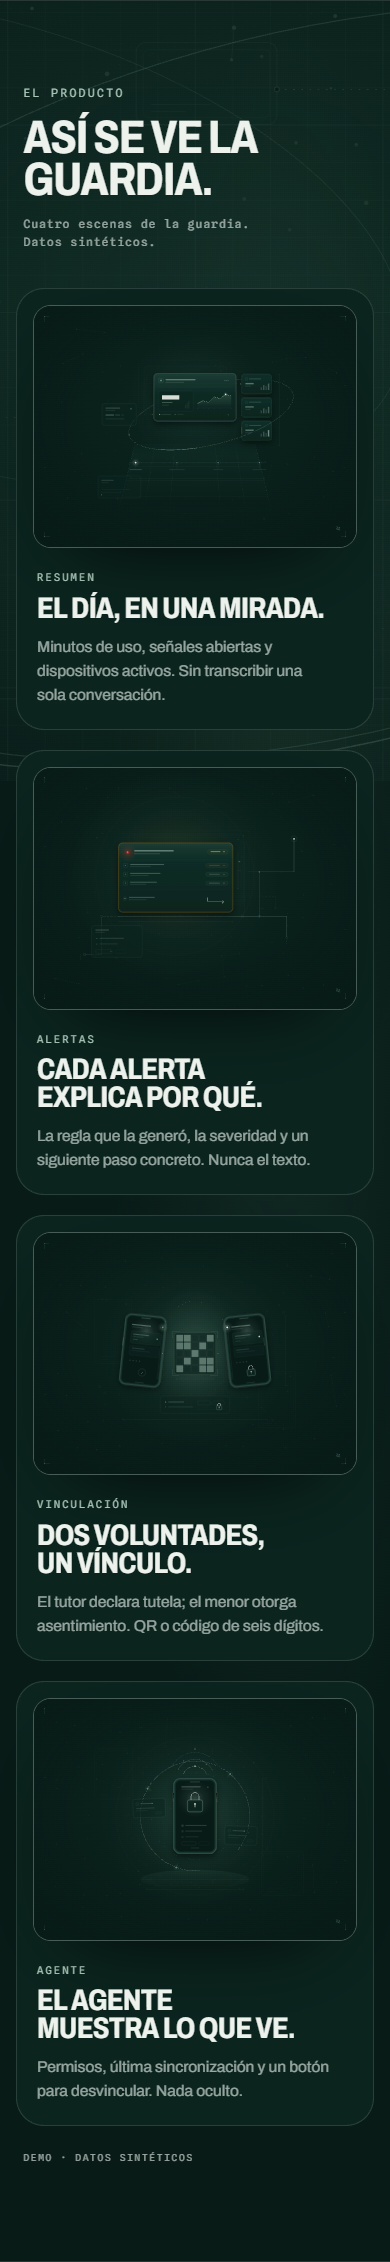 EL PRODUCTO
ASÍ SE VE LA
GUARDIA.
Cuatro escenas de la guardia.
Datos sintéticos.
RESUMEN
EL DÍA, EN UNA MIRADA.
Minutos de uso, señales abiertas y
dispositivos activos. Sin transcribir una
sola conversación.
ALERTAS
CADA ALERTA
EXPLICA POR QUÉ.
La regla que la generó, la severidad y un
siguiente paso concreto. Nunca el texto.
VINCULACIÓN
DOS VOLUNTADES,
UN VÍNCULO.
El tutor declara tutela; el menor otorga
asentimiento. QR o código de seis dígitos.
AGENTE
EL AGENTE
MUESTRA LO QUE VE.
Permisos, última sincronización y un botón
para desvincular. Nada oculto.
DEMO · DATOS SINTÉTICOS